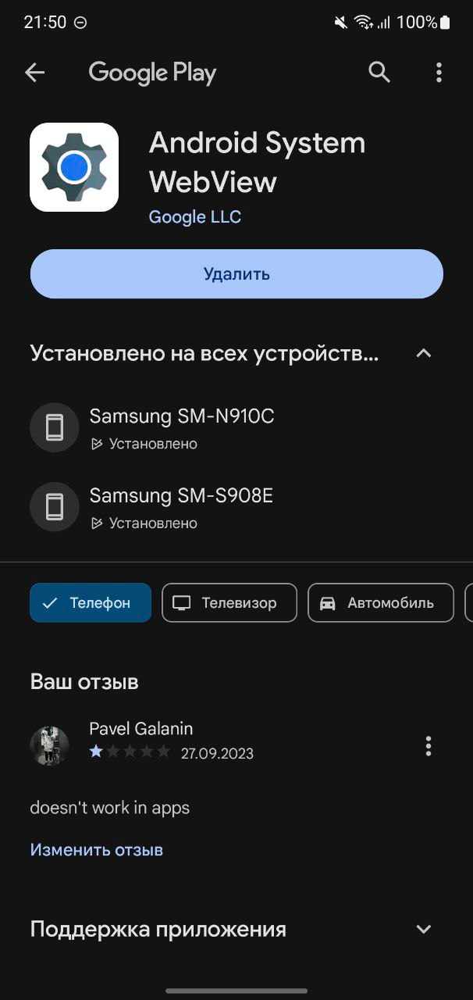 21:50
100%
Google Play
Android System
WebView
Google LLC
Удалить
Установлено на всех устройств...
Samsung SM-N910C
Установлено
Samsung SM-S908E
Установлено
Телефон
Телевизор
Автомобиль
Ваш отзыв
Pavel Galanin
27.09.2023
doesn't work in apps
Изменить отзыв
Поддержка приложения